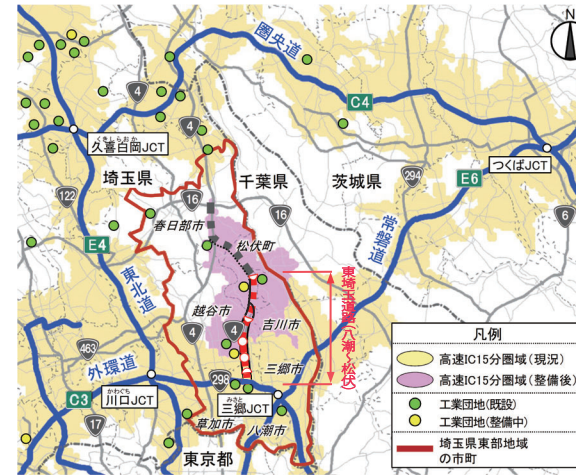 N
圏央道
4
C4
4
くきしらおか
久喜白岡JCT
つくばJCT
埼玉県
千葉県
茨城県
294
E6
122
16
16
6
春日部市
松伏町
常磐道
E4
東北道
東埼玉道路(八潮～松伏)
越谷市
4
4
吉川市
463
外環道
三郷市
298
かわぐち
川口JCT
みさと
三郷JCT
C3
17
草加市
八潮市
東京都
凡例
高速IC15分圏域(現況)
高速IC15分圏域(整備後)
工業団地(既設)
工業団地(整備中)
埼玉県東部地域
の市町